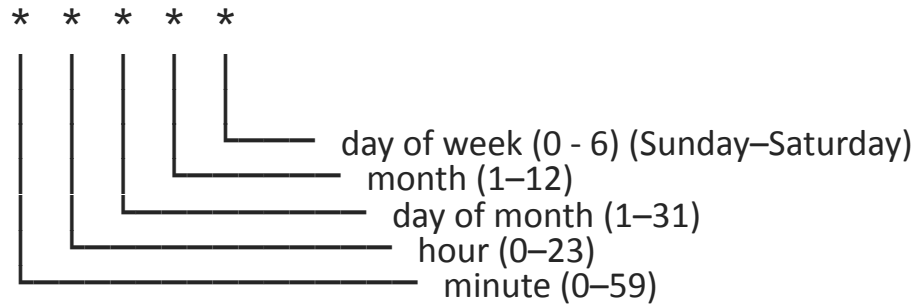 * * * * *
day of week (0 - 6) (Sunday–Saturday)
month (1–12)
day of month (1–31)
hour (0–23)
minute (0–59)